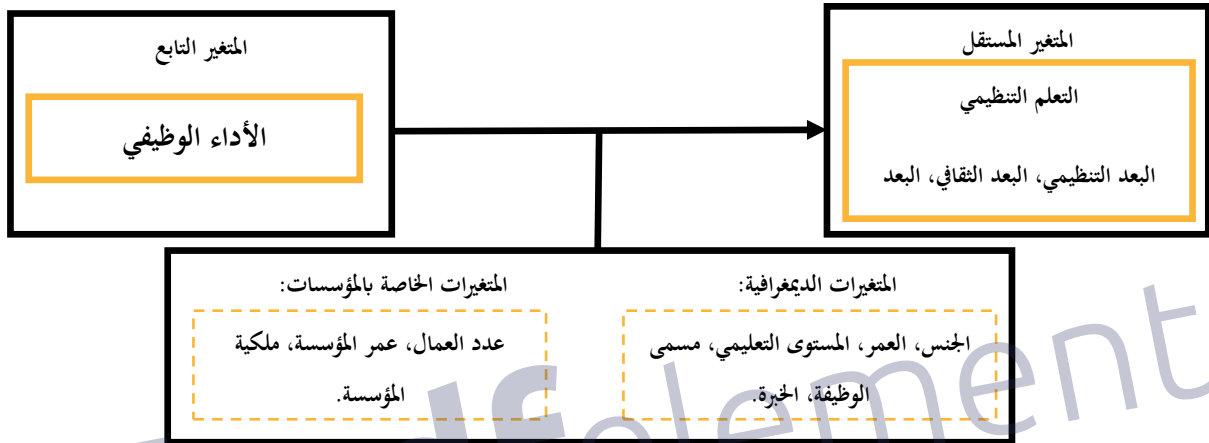 المتغير المستقل
التعلم التنظيمي
البعد التنظيمي، البعد الثقافي، البعد
المتغير التابع
الأداء الوظيفي
المتغيرات الديمغرافية:
الجنس، العمر، المستوى التعليمي، مسمى
الوظيفة، الخبرة.
المتغيرات الخاصة بالمؤسسات:
عدد العمال، عمر المؤسسة، ملكية
المؤسسة.
element